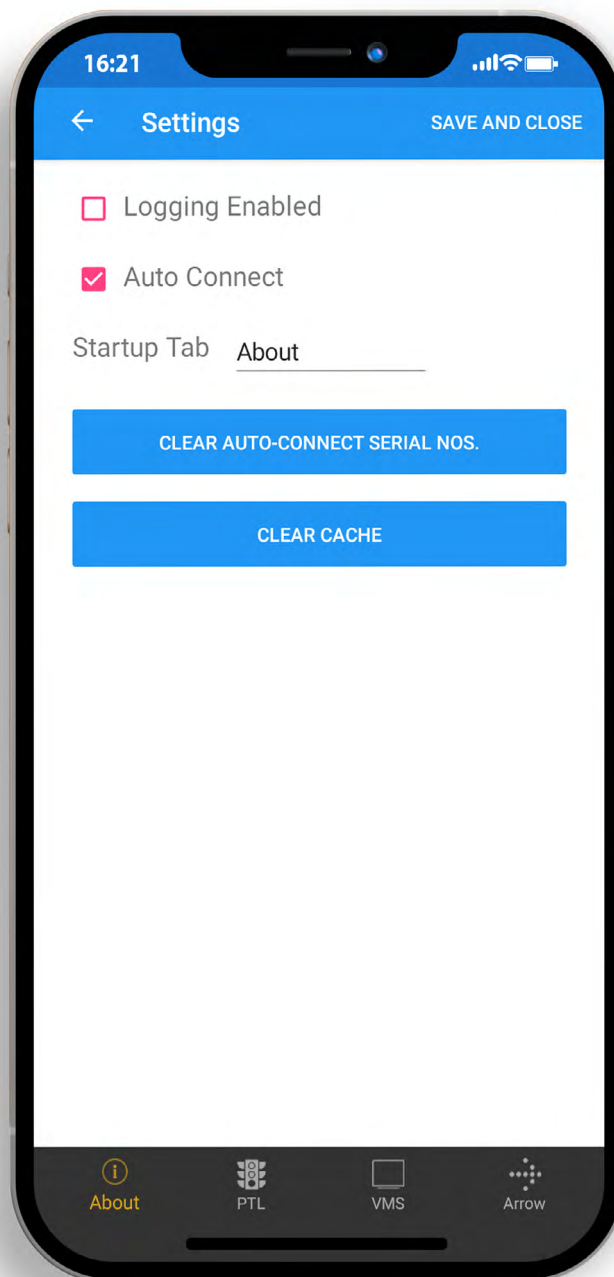 16:21
Settings SAVE AND CLOSE
Logging Enabled
Auto Connect
Startup Tab About
CLEAR AUTO-CONNECT SERIAL NOS.
CLEAR CACHE
About PTL VMS Arrow